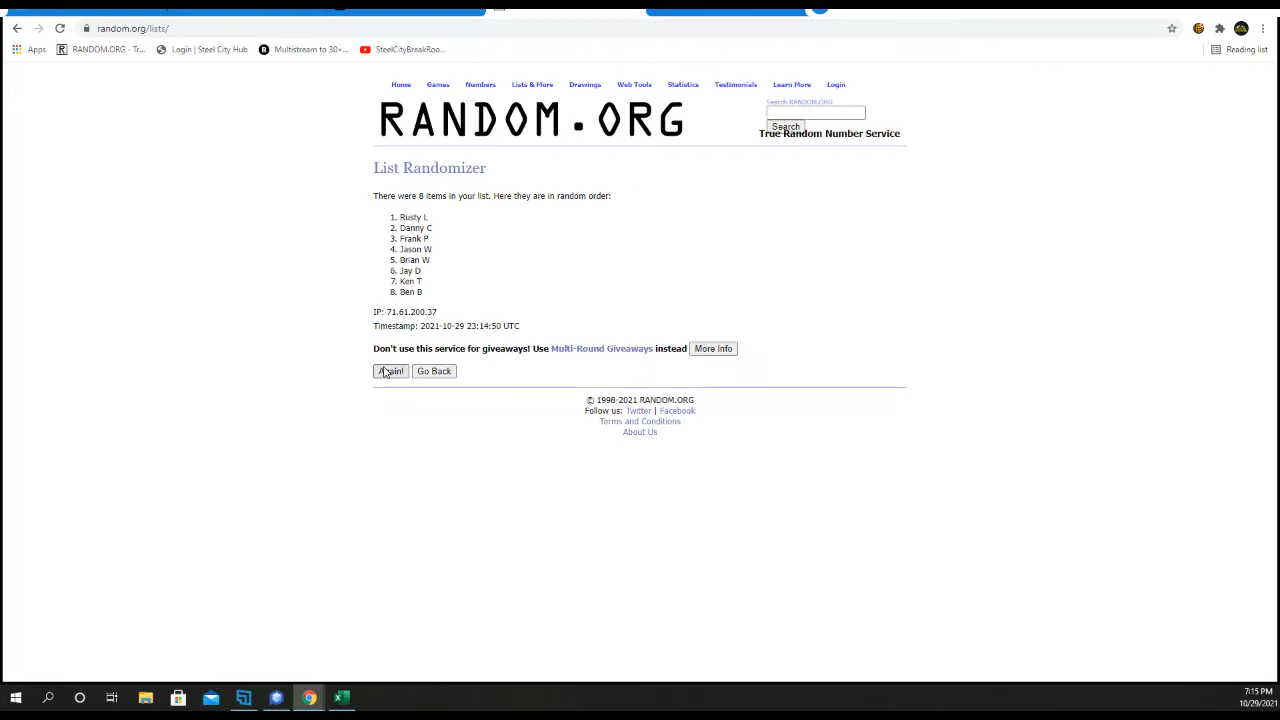 random.org/lists/
Apps
RANDOM.ORG - Tr...
Login | Steel City Hub
Multistream to 30+...
SteelCityBreakRoo...
Reading list
Home Games Numbers Lists & More Drawings Web Tools Statistics Testimonials Learn More Login
RANDOM.ORG
Search RANDOM.ORG
Search
True Random Number Service
List Randomizer
There were 8 items in your list. Here they are in random order:
1. Rusty L
2. Danny C
3. Frank P
4. Jason W
5. Brian W
6. Jay D
7. Ken T
8. Ben B
IP: 71.61.200.37
Timestamp: 2021-10-29 23:14:50 UTC
Don't use this service for giveaways! Use Multi-Round Giveaways instead More Info
Again! Go Back
© 1998-2021 RANDOM.ORG
Follow us: Twitter | Facebook
Terms and Conditions
About Us
7:15 PM
10/29/2021